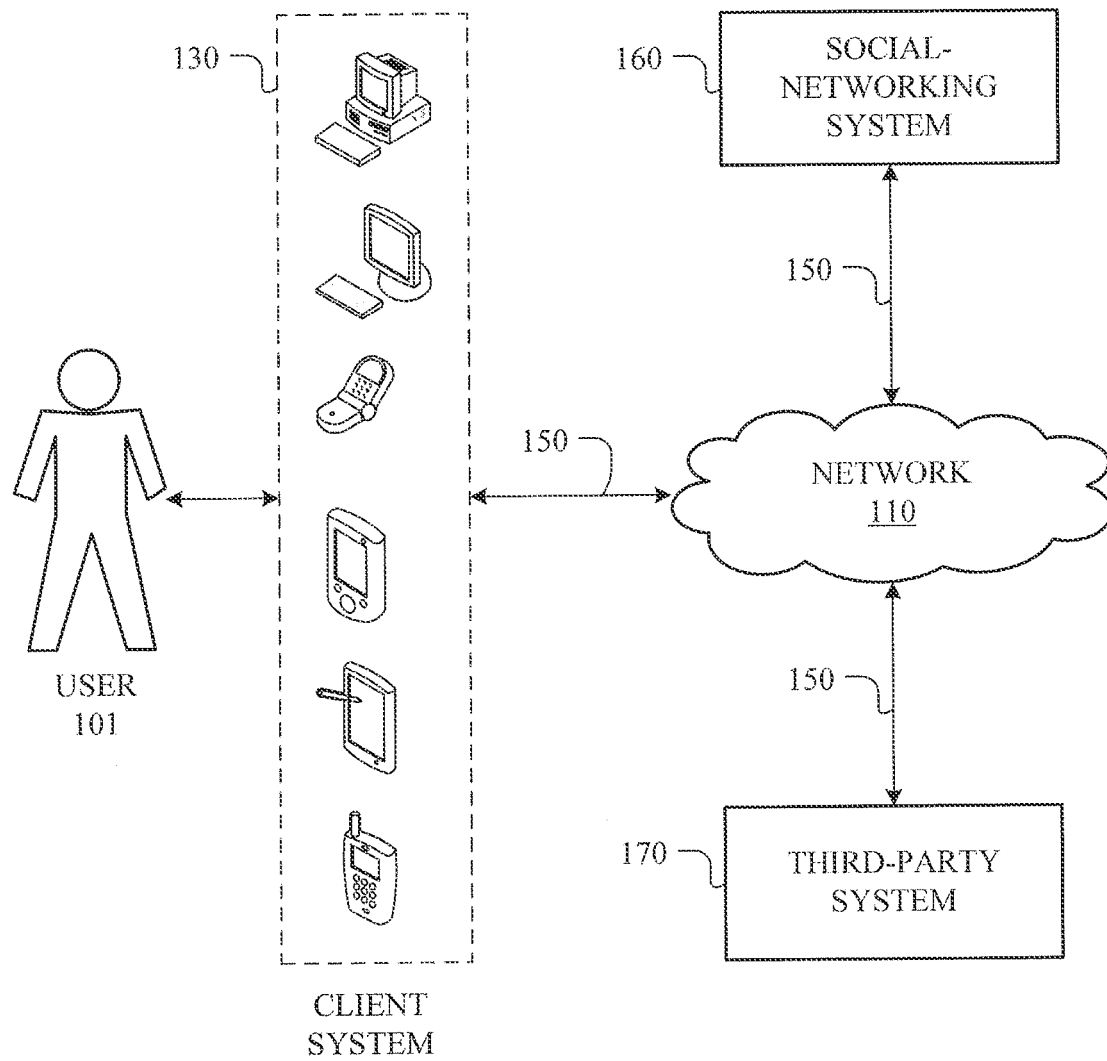 130
160
SOCIAL-
NETWORKING
SYSTEM
150
150
NETWORK
110
USER
101
150
170
THIRD-PARTY
SYSTEM
CLIENT
SYSTEM